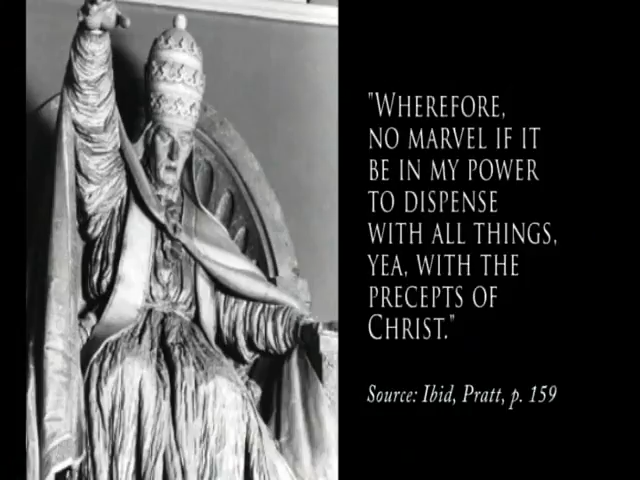 "WHEREFORE,
NO MARVEL IF IT
BE IN MY POWER
TO DISPENSE
WITH ALL THINGS,
YEA, WITH THE
PRECEPTS OF
CHRIST."
Source: Ibid, Pratt, p. 159